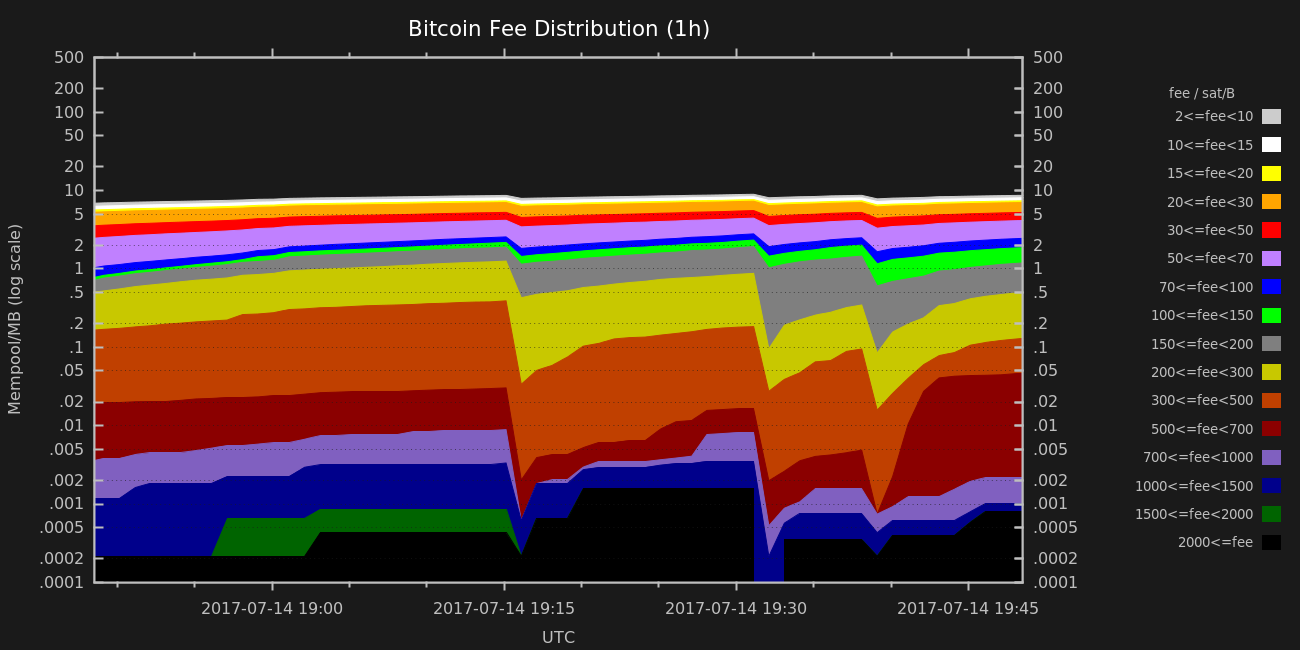 Bitcoin Fee Distribution (1h)
500
200
100
50
20
10
5
2
1
.5
.2
.1
.05
.02
.01
.005
.002
.001
.0005
.0002
.0001
Mempool/MB (log scale)
500
200
100
50
20
10
5
2
1
.5
.2
.1
.05
.02
.01
.005
.002
.001
.0005
.0002
.0001
2017-07-14 19:00 2017-07-14 19:15 2017-07-14 19:30 2017-07-14 19:45
UTC
fee / sat/B
2<=fee<10
10<=fee<15
15<=fee<20
20<=fee<30
30<=fee<50
50<=fee<70
70<=fee<100
100<=fee<150
150<=fee<200
200<=fee<300
300<=fee<500
500<=fee<700
700<=fee<1000
1000<=fee<1500
1500<=fee<2000
2000<=fee